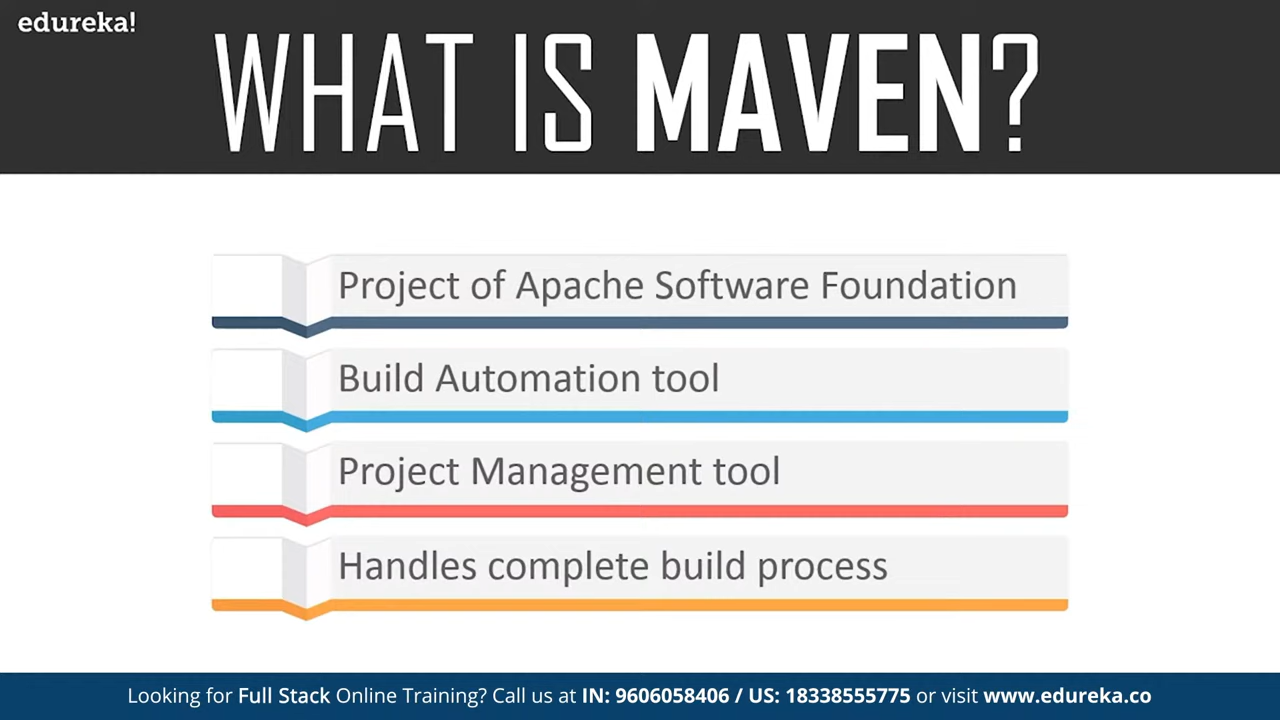 edureka!
WHAT IS MAVEN?
Project of Apache Software Foundation
Build Automation tool
Project Management tool
Handles complete build process
Looking for Full Stack Online Training? Call us at IN: 9606058406 / US: 18338555775 or visit www.edureka.co